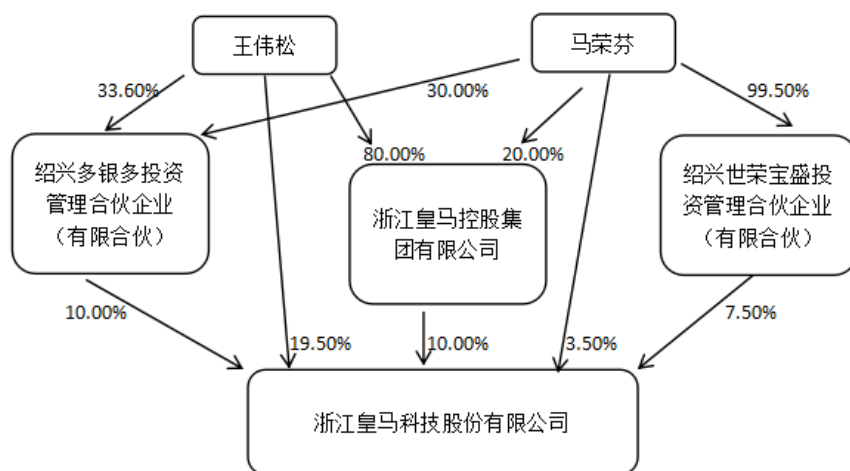 王伟松
马荣芬
33.60%
30.00%
99.50%
80.00%
20.00%
绍兴多银多投资
管理合伙企业
（有限合伙）
浙江皇马控股集
团有限公司
绍兴世荣宝盛投
资管理合伙企业
（有限合伙）
10.00%
19.50%
10.00%
3.50%
7.50%
浙江皇马科技股份有限公司